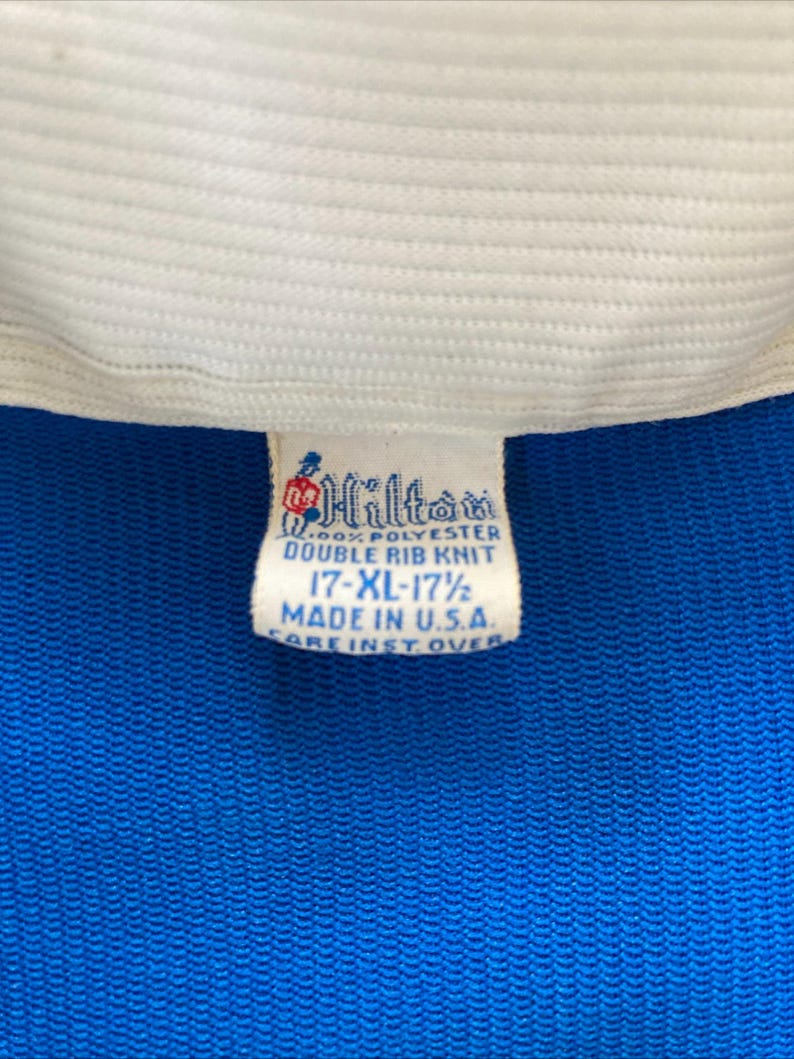 Hilton
100% POLYESTER
DOUBLE RIB KNIT
17-XL-17½
MADE IN U.S.A.
CARE INST. OVER